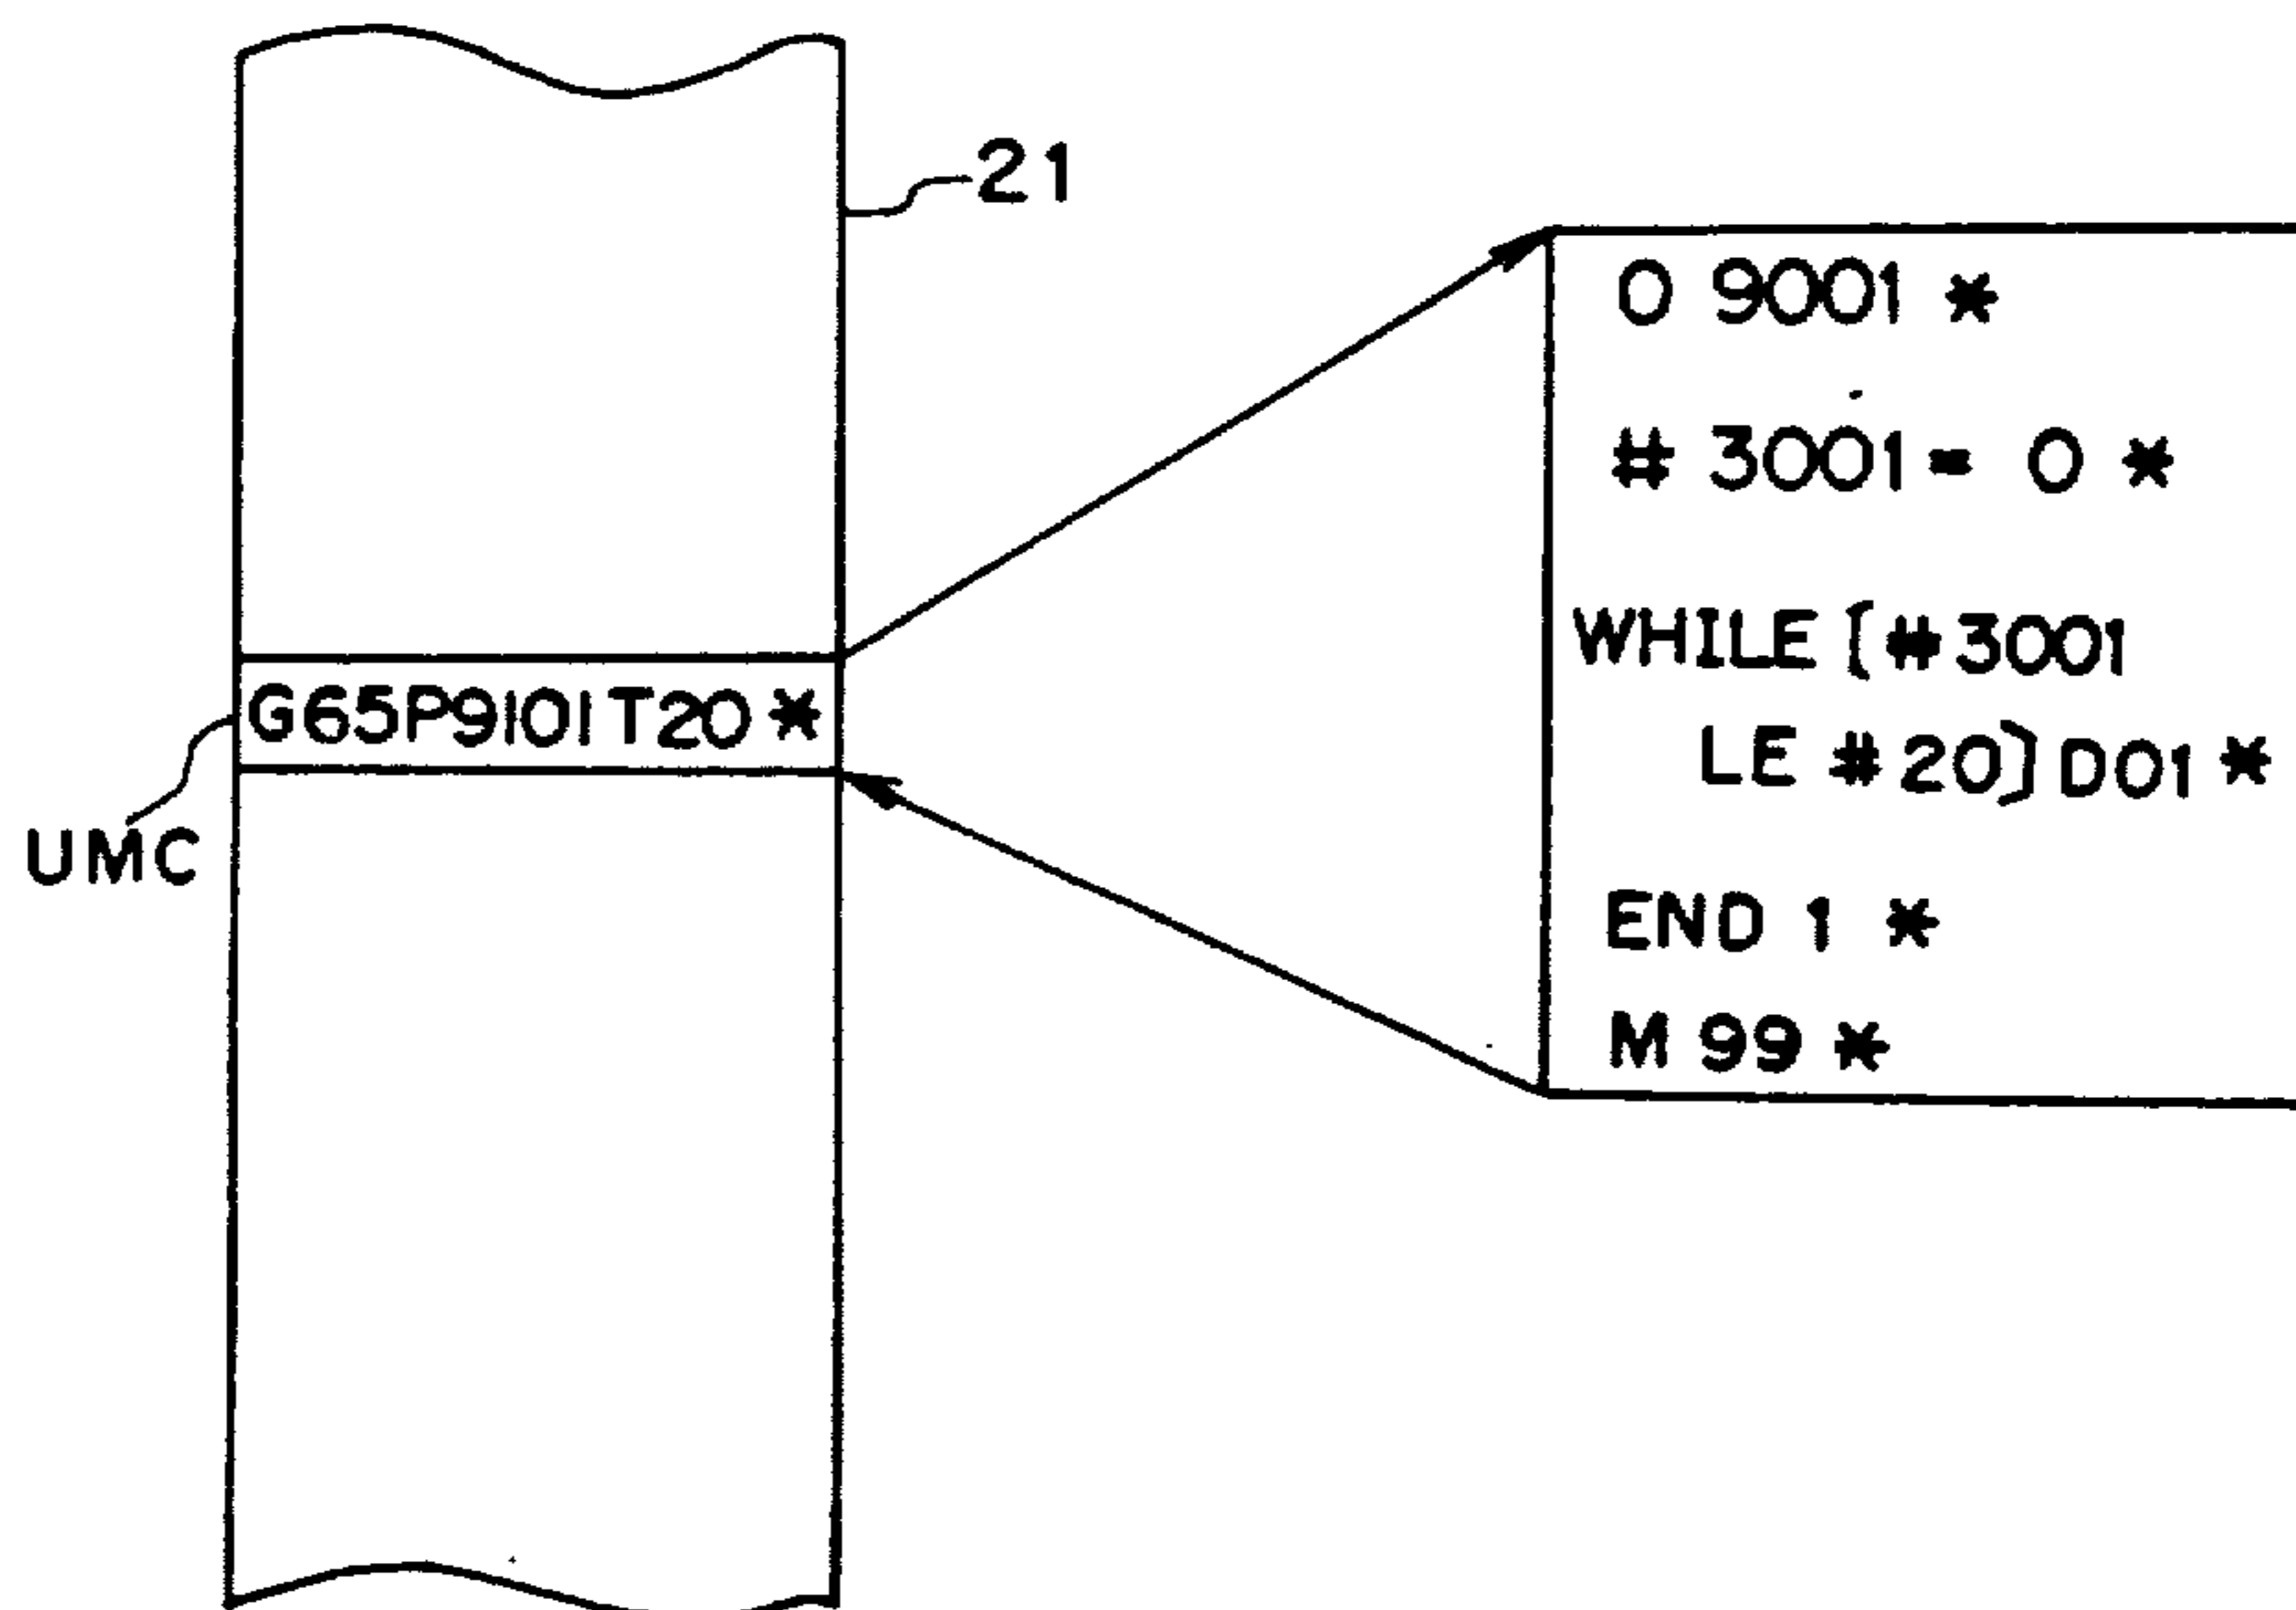 21
O 9001 *
# 3001= 0 *
WHILE [#3001
LE #20] DO1 *
G65P9101T20*
UMC
END 1 *
M 99 *